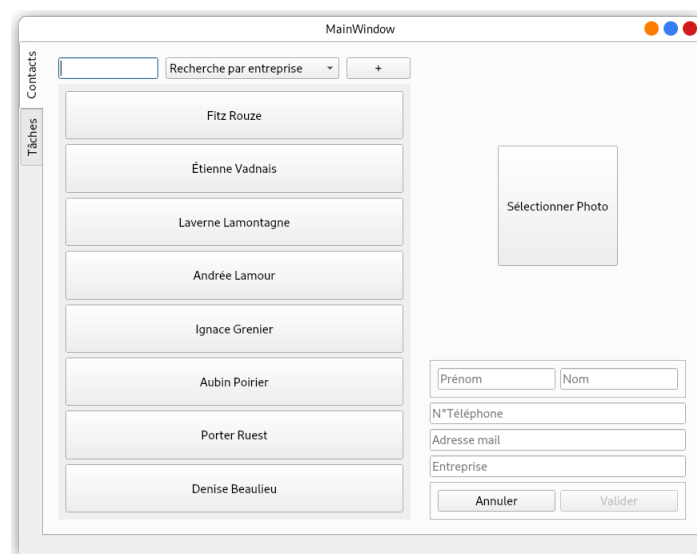 MainWindow
Contacts
Tâches
Recherche par entreprise
+
Fitz Rouze
Étienne Vadnais
Laverne Lamontagne
Andrée Lamour
Ignace Grenier
Aubin Poirier
Porter Ruest
Denise Beaulieu
Sélectionner Photo
Prénom
Nom
N°Téléphone
Adresse mail
Entreprise
Annuler
Valider